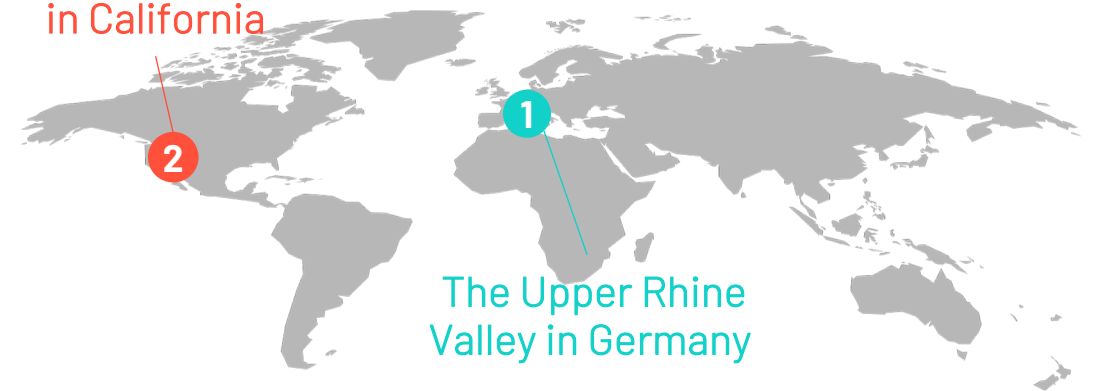 in California
1
2
The Upper Rhine
Valley in Germany